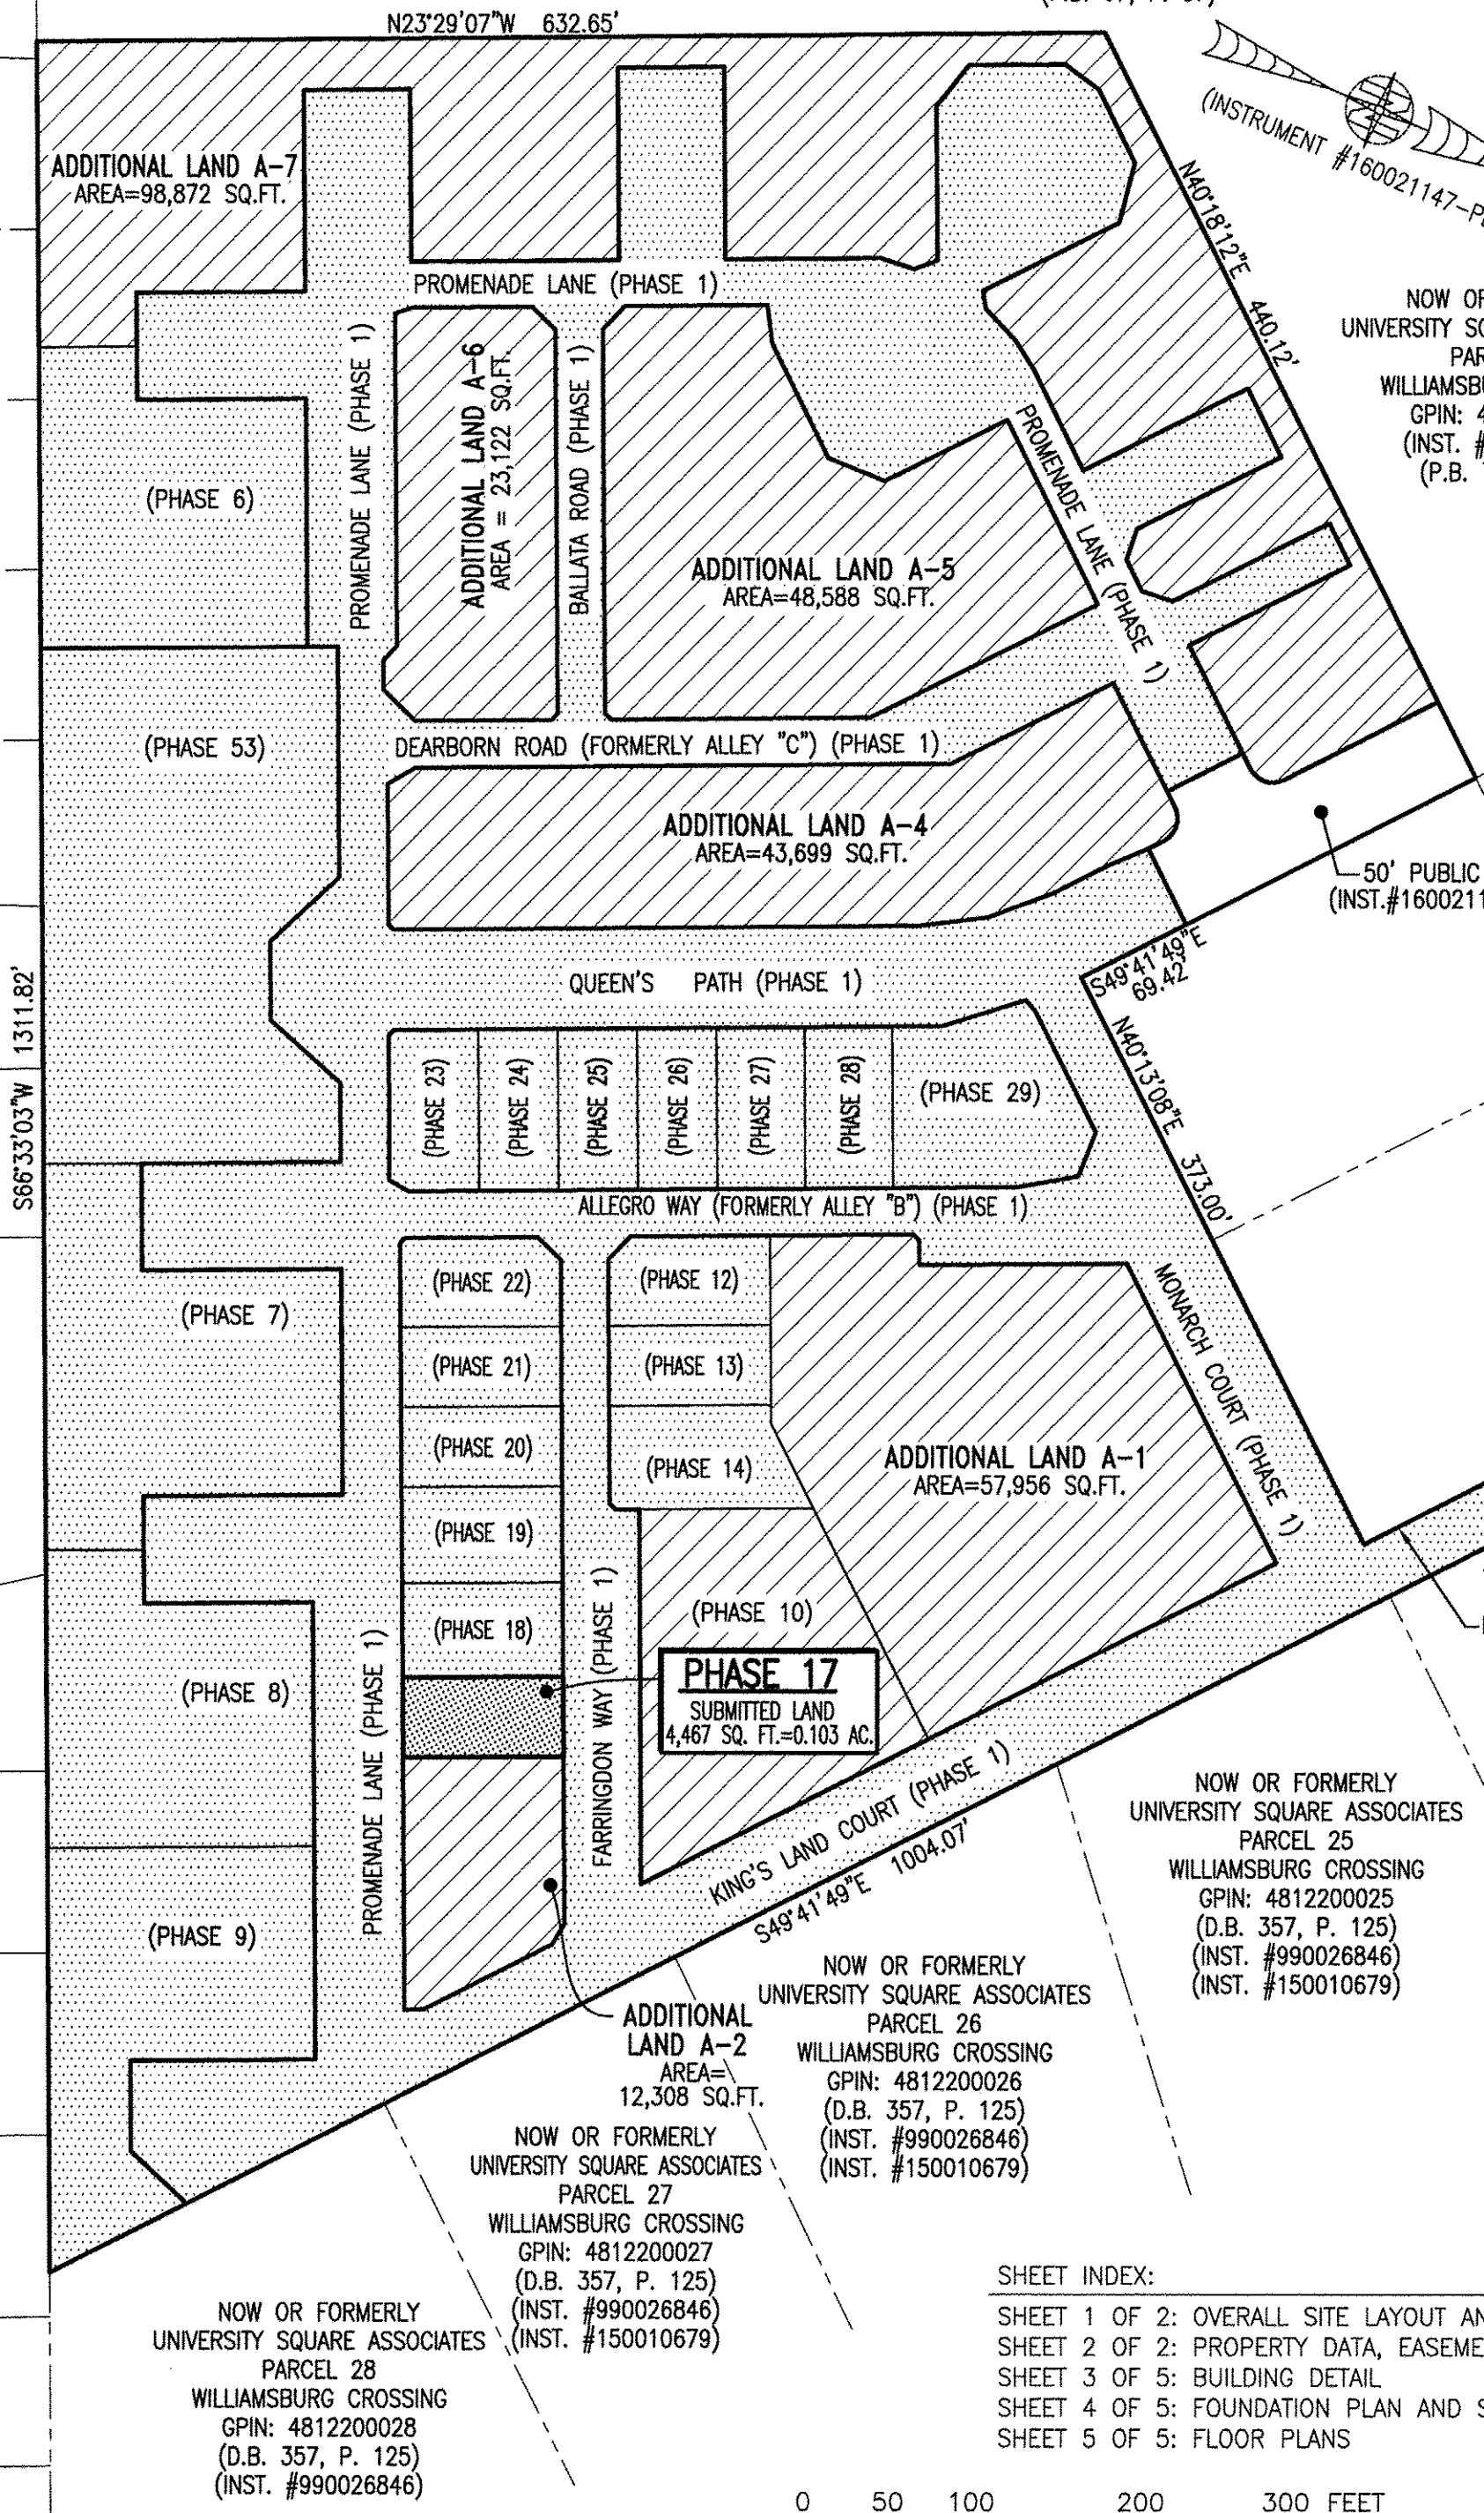 N23°29'07"W 632.65'
(INSTRUMENT #160021147-P
ADDITIONAL LAND A-7
AREA=98,872 SQ.FT.
N40°18'12"E 440.12'
PROMENADE LANE (PHASE 1)
NOW OR
UNIVERSITY SQ
PAR
WILLIAMSBU
GPIN: 4
(INST. #
(P.B.
PROMENADE LANE (PHASE 1)
ADDITIONAL LAND A-6
AREA = 23,122 SQ.FT.
BALLATA ROAD (PHASE 1)
PROMENADE LANE (PHASE 1)
(PHASE 6)
ADDITIONAL LAND A-5
AREA=48,588 SQ.FT.
(PHASE 53)
DEARBORN ROAD (FORMERLY ALLEY "C") (PHASE 1)
ADDITIONAL LAND A-4
AREA=43,699 SQ.FT.
50' PUBLIC
(INST.#1600211
S66°33'03"W 1311.82'
QUEEN'S PATH (PHASE 1)
S49°41'49"E
69.42'
N40°13'08"E 373.00'
(PHASE 23)
(PHASE 24)
(PHASE 25)
(PHASE 26)
(PHASE 27)
(PHASE 28)
(PHASE 29)
ALLEGRO WAY (FORMERLY ALLEY "B") (PHASE 1)
(PHASE 7)
(PHASE 22)
(PHASE 12)
(PHASE 21)
(PHASE 13)
MONARCH COURT (PHASE 1)
(PHASE 20)
(PHASE 14)
ADDITIONAL LAND A-1
AREA=57,956 SQ.FT.
(PHASE 19)
(PHASE 18)
FARRINGDON WAY (PHASE 1)
(PHASE 10)
PROMENADE LANE (PHASE 1)
(PHASE 8)
PHASE 17
SUBMITTED LAND
4,467 SQ. FT.=0.103 AC.
KING'S LAND COURT (PHASE 1)
S49°41'49"E 1004.07'
(PHASE 9)
NOW OR FORMERLY
UNIVERSITY SQUARE ASSOCIATES
PARCEL 25
WILLIAMSBURG CROSSING
GPIN: 4812200025
(D.B. 357, P. 125)
(INST. #990026846)
(INST. #150010679)
ADDITIONAL
LAND A-2
AREA=
12,308 SQ.FT.
NOW OR FORMERLY
UNIVERSITY SQUARE ASSOCIATES
PARCEL 26
WILLIAMSBURG CROSSING
GPIN: 4812200026
(D.B. 357, P. 125)
(INST. #990026846)
(INST. #150010679)
NOW OR FORMERLY
UNIVERSITY SQUARE ASSOCIATES
PARCEL 27
WILLIAMSBURG CROSSING
GPIN: 4812200027
(D.B. 357, P. 125)
(INST. #990026846)
(INST. #150010679)
NOW OR FORMERLY
UNIVERSITY SQUARE ASSOCIATES
PARCEL 28
WILLIAMSBURG CROSSING
GPIN: 4812200028
(D.B. 357, P. 125)
(INST. #990026846)
SHEET INDEX:
SHEET 1 OF 2: OVERALL SITE LAYOUT AN
SHEET 2 OF 2: PROPERTY DATA, EASEME
SHEET 3 OF 5: BUILDING DETAIL
SHEET 4 OF 5: FOUNDATION PLAN AND S
SHEET 5 OF 5: FLOOR PLANS
0 50 100 200 300 FEET